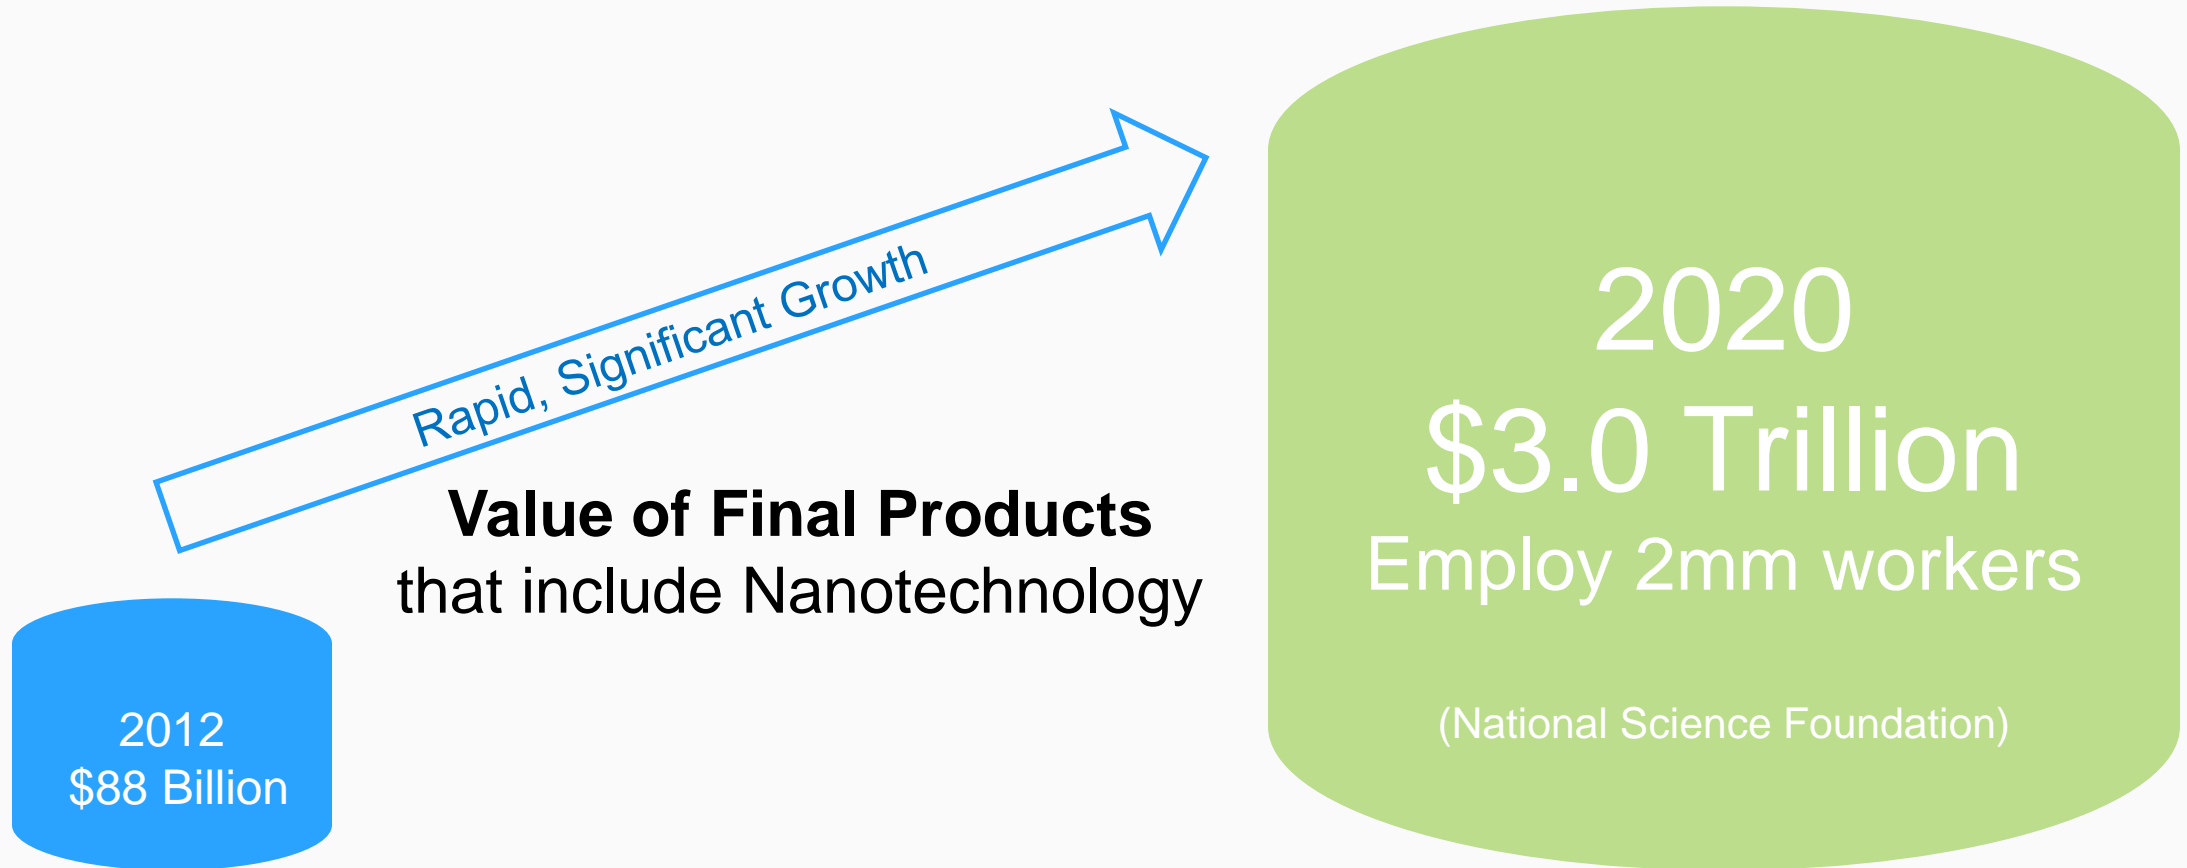 Rapid, Significant Growth
Value of Final Products
that include Nanotechnology
2012
$88 Billion
2020
$3.0 Trillion
Employ 2mm workers
(National Science Foundation)